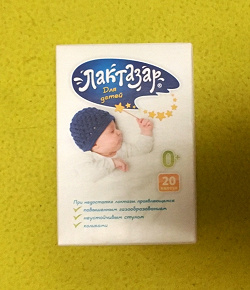 Лактазар®
Для
детей
0+
20
капсул
При недостатке лактазы, проявляющемся
повышенным газообразованием
неустойчивым стулом
коликами